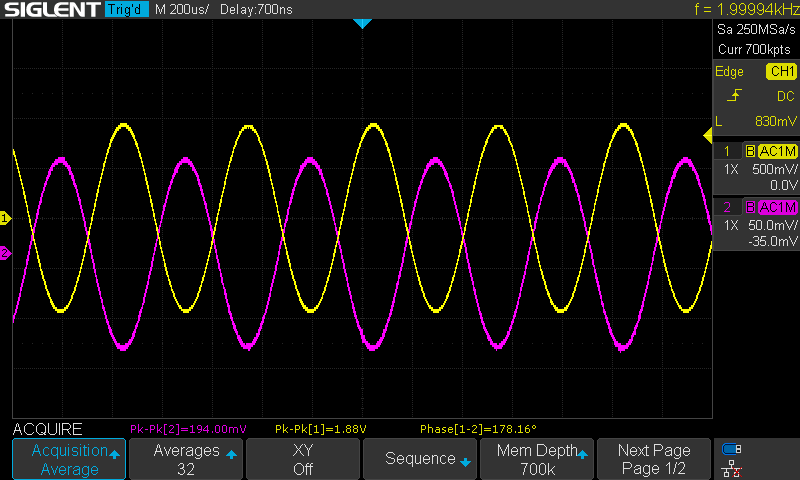 SIGLENT Trig'd M 200us/ Delay:700ns f = 1.99994kHz
Sa 250MSa/s
Curr 700kpts
Edge CH1
DC
L 830mV
1 B AC1M
1X 500mV/
0.0V
2 B AC1M
1X 50.0mV/
-35.0mV
1
2
ACQUIRE Pk-Pk[2]=194.00mV Pk-Pk[1]=1.88V Phase[1-2]=178.16°
Acquisition
Average
Averages
32
XY
Off
Sequence
Mem Depth
700k
Next Page
Page 1/2